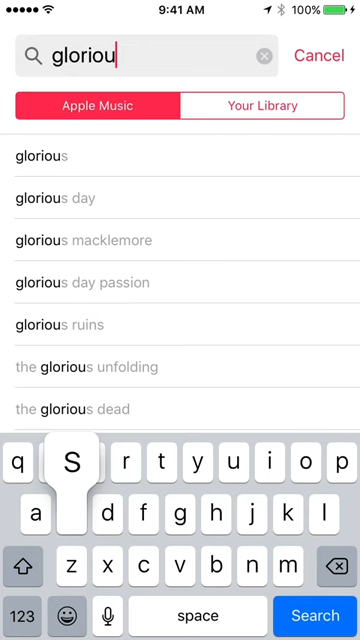 9:41 AM 100%
gloriou Cancel
Apple Music Your Library
glorious
glorious day
glorious macklemore
glorious day passion
glorious ruins
the glorious unfolding
the glorious dead
q S r t y u i o p
a d f g h j k l
z x c v b n m
123 space Search